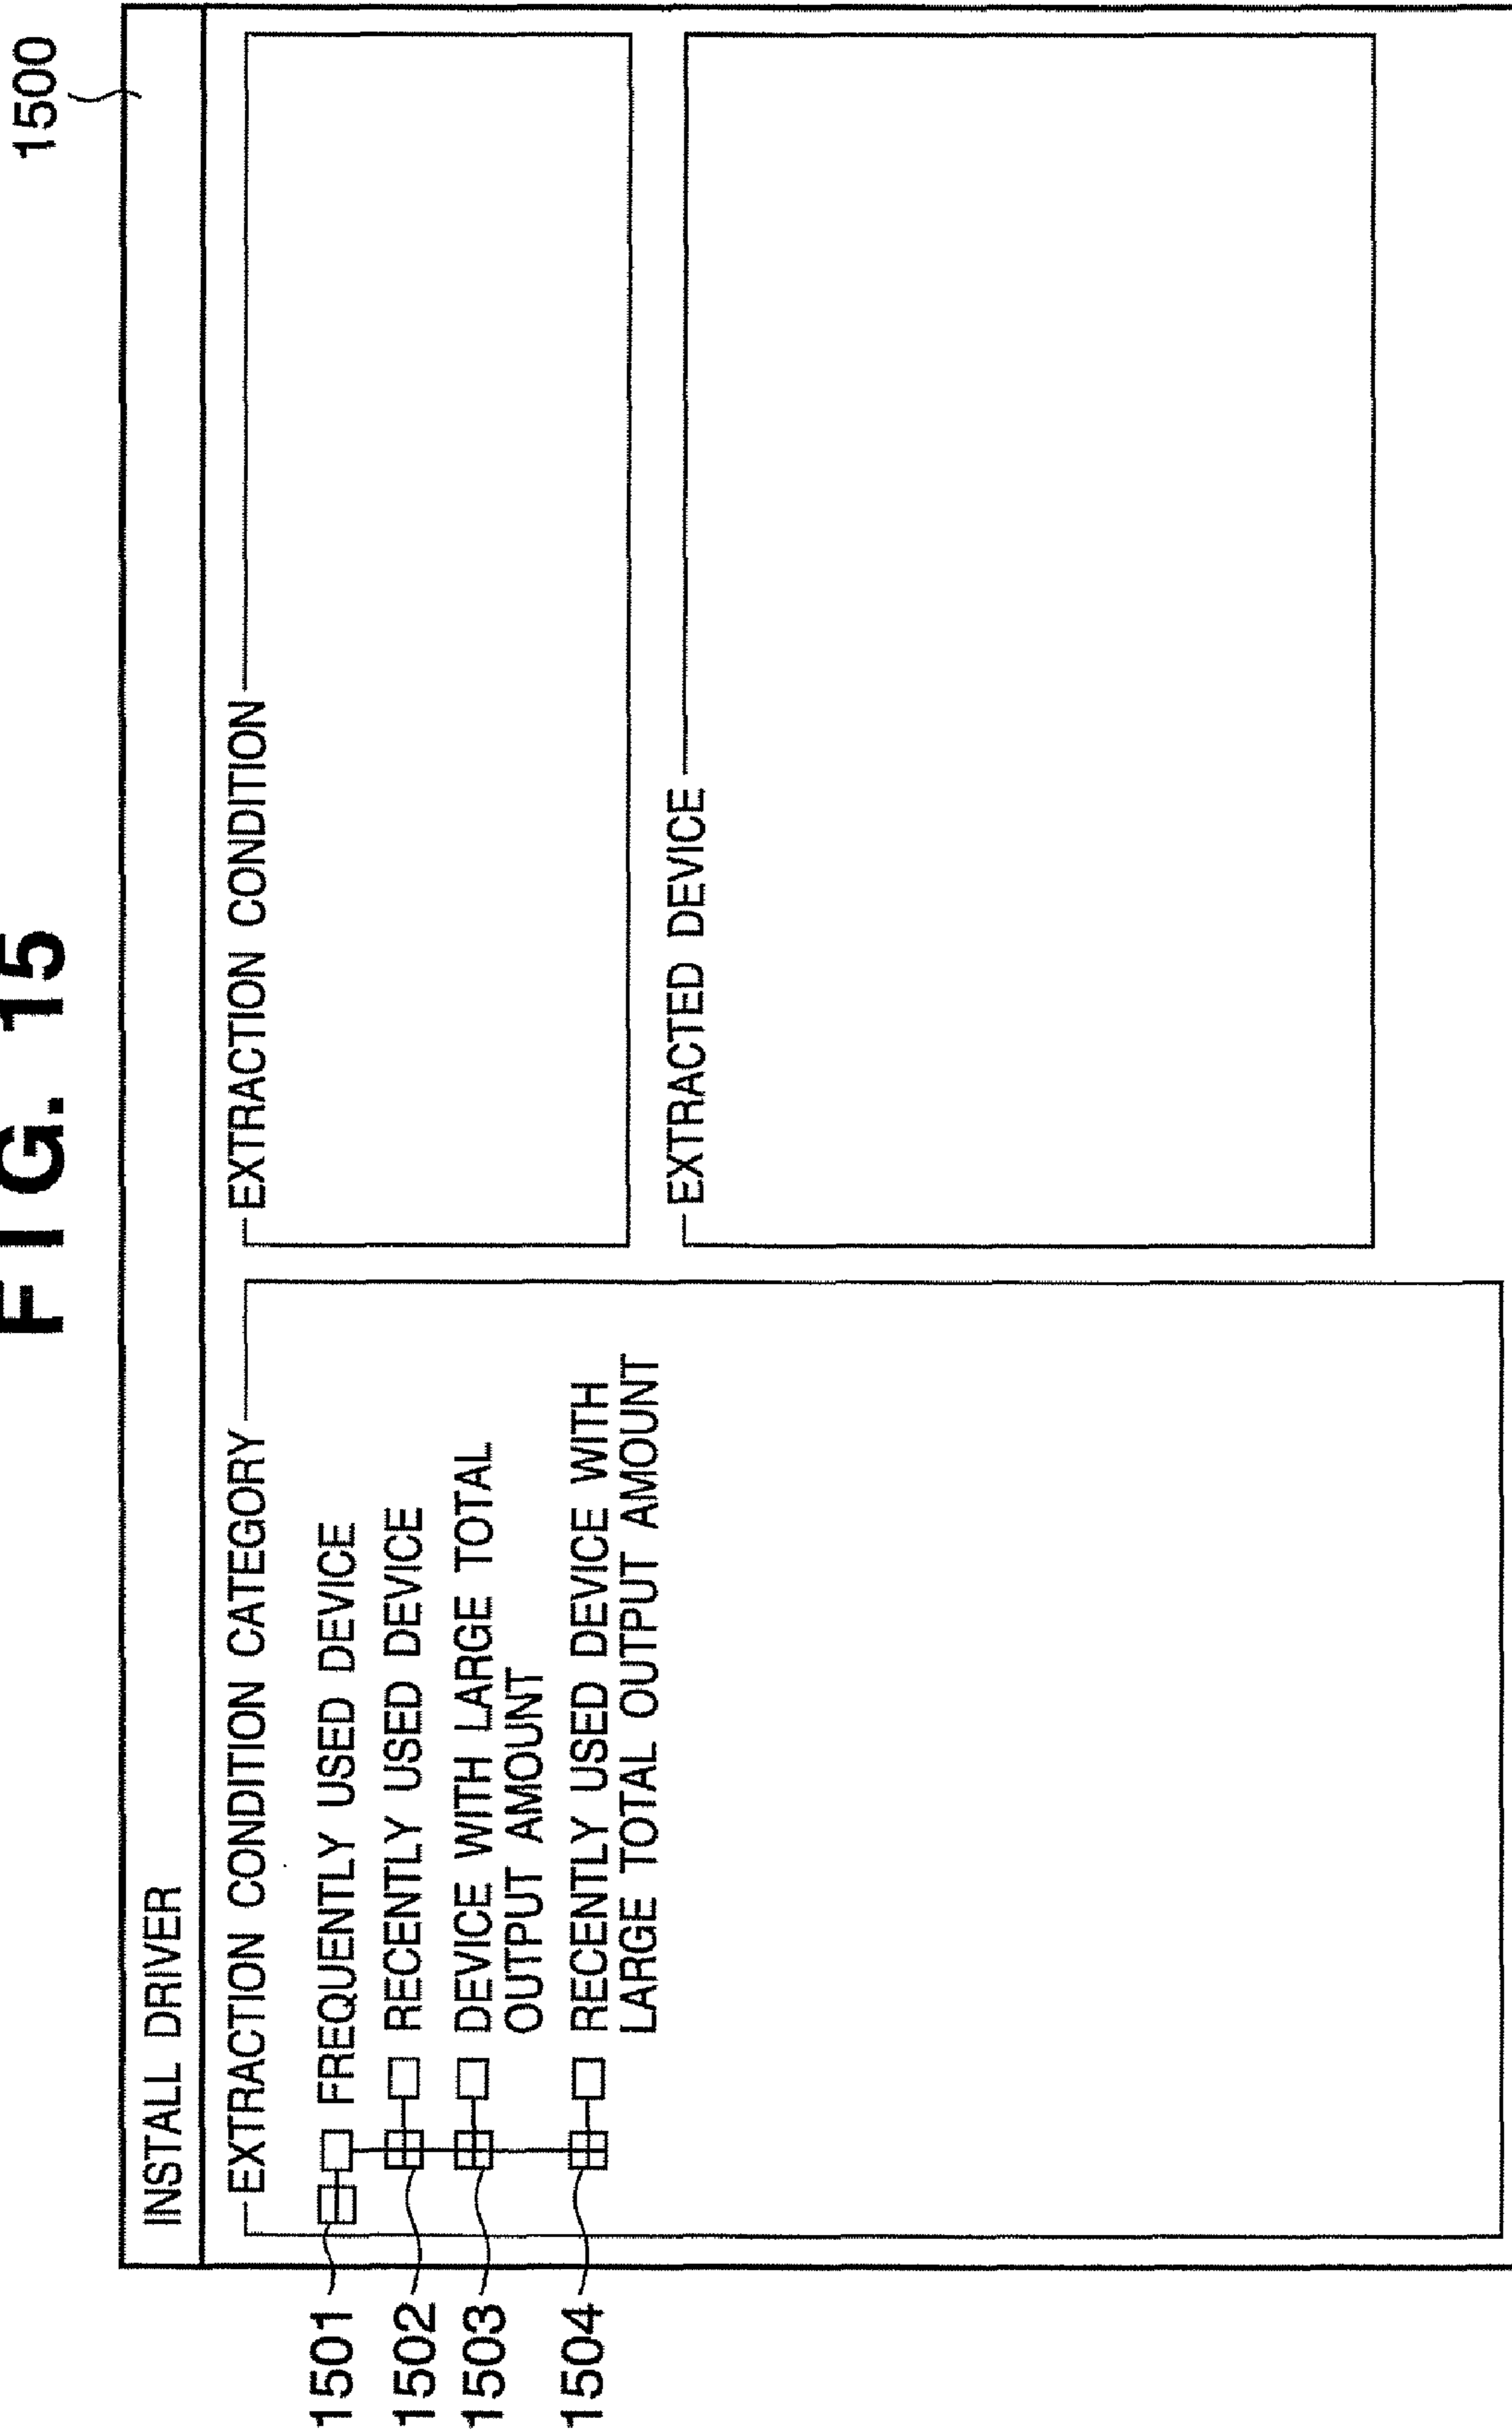 FIG. 15
1500
INSTALL DRIVER
EXTRACTION CONDITION CATEGORY
1501
FREQUENTLY USED DEVICE
1502
RECENTLY USED DEVICE
1503
DEVICE WITH LARGE TOTAL
OUTPUT AMOUNT
1504
RECENTLY USED DEVICE WITH
LARGE TOTAL OUTPUT AMOUNT
EXTRACTION CONDITION
EXTRACTED DEVICE